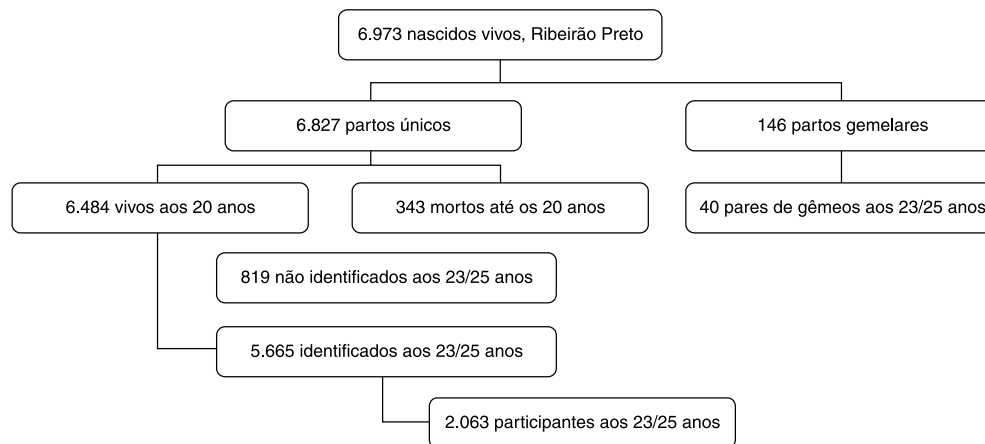 6.973 nascidos vivos, Ribeirão Preto
6.827 partos únicos
146 partos gemelares
6.484 vivos aos 20 anos
343 mortos até os 20 anos
40 pares de gêmeos aos 23/25 anos
819 não identificados aos 23/25 anos
5.665 identificados aos 23/25 anos
2.063 participantes aos 23/25 anos